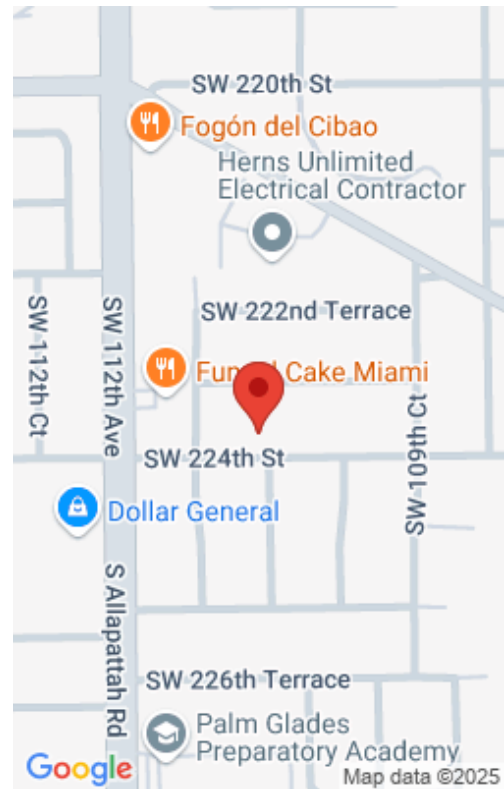 SW 220th St
Fogón del Cibao
Herns Unlimited
Electrical Contractor
SW 222nd Terrace
SW 112th Ct
SW 112th Ave
Cake Miami
SW 109th Ct
SW 224th St
Dollar General
S Allapattah Rd
SW 226th Terrace
Palm Glades
Preparatory Academy
Google
Map data ©2025